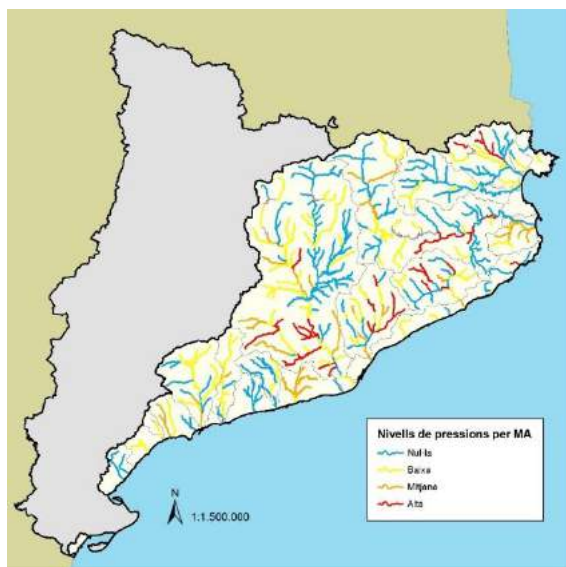 Nivells de pressions per MA
Nul·la
Baixa
Mitjana
Alta
N
1:1.500.000